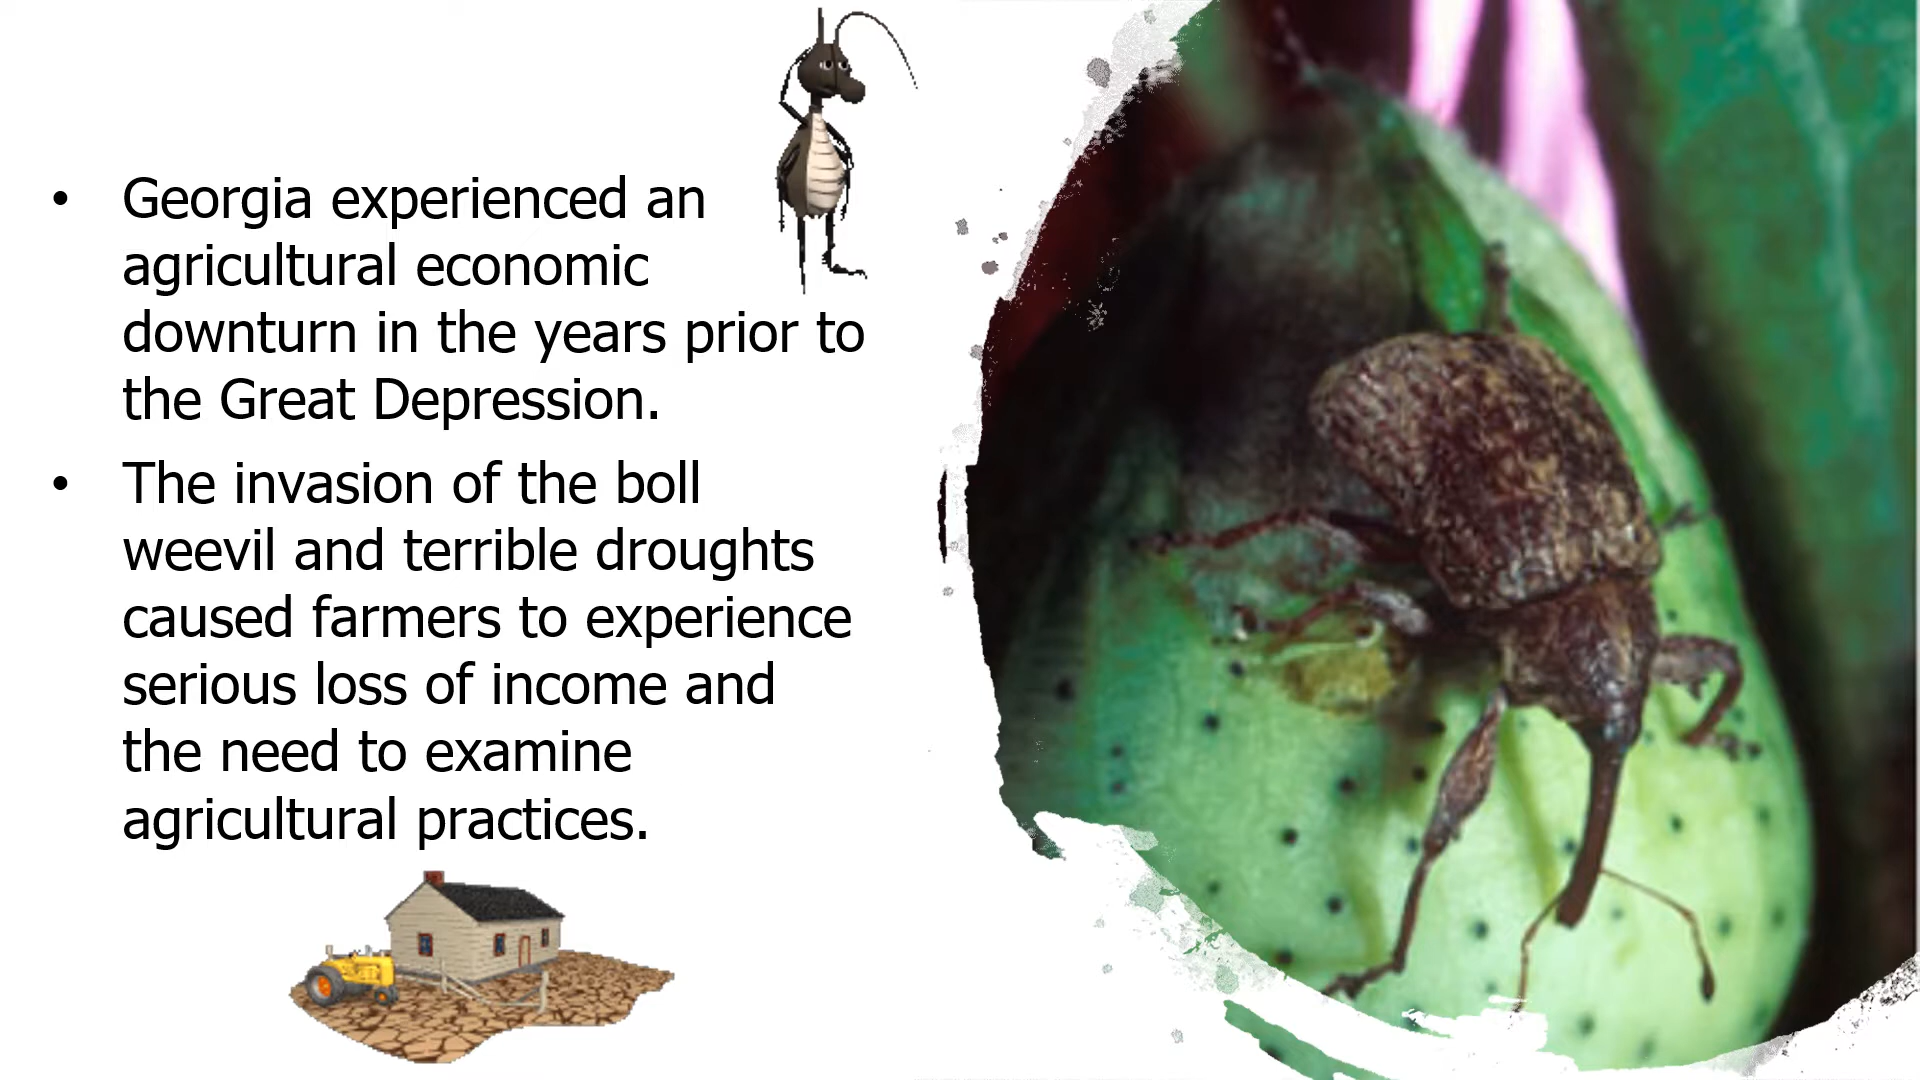 • Georgia experienced an
agricultural economic
downturn in the years prior to
the Great Depression.
• The invasion of the boll
weevil and terrible droughts
caused farmers to experience
serious loss of income and
the need to examine
agricultural practices.